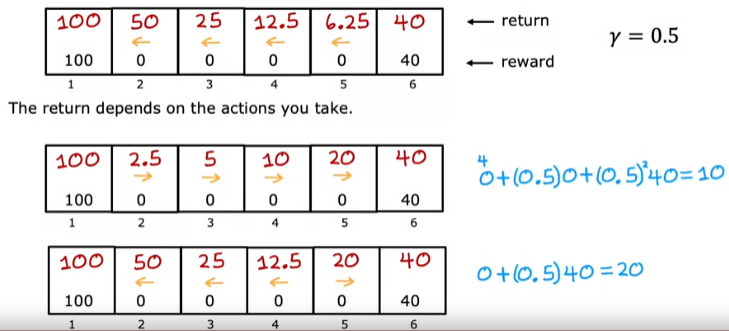 100 50 25 12.5 6.25 40 ← return
← ← ← ←
γ = 0.5
100 0 0 0 0 40 ← reward
1 2 3 4 5 6
The return depends on the actions you take.
100 2.5 5 10 20 40
→ → → →
4
0+(0.5)0+(0.5)²40=10
100 0 0 0 0 40
1 2 3 4 5 6
100 50 25 12.5 20 40
← ← ← →
0+(0.5)40=20
100 0 0 0 0 40
1 2 3 4 5 6